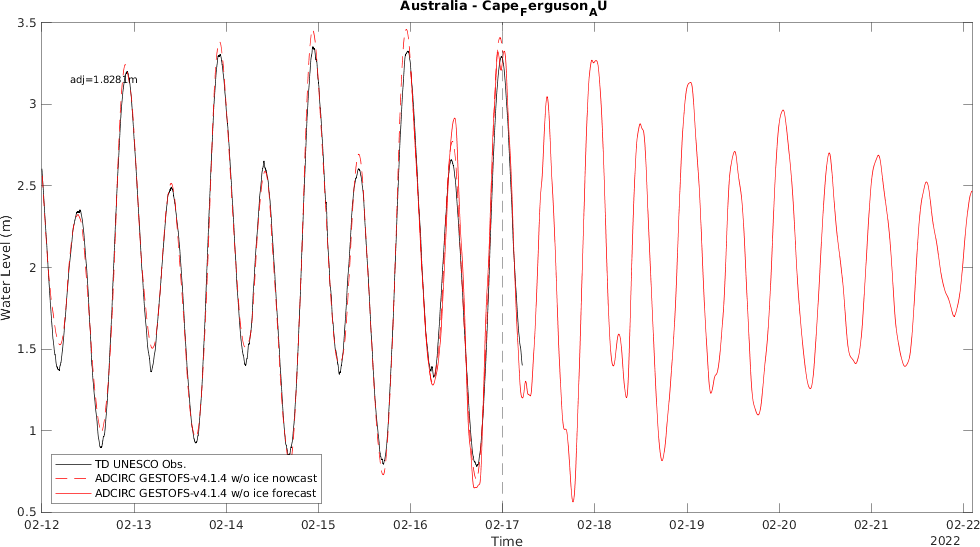 Australia - Cape_Ferguson_AU
3.5
adj=1.8281m
3
2.5
Water Level (m)
2
1.5
1
TD UNESCO Obs.
ADCIRC GESTOFS-v4.1.4 w/o ice nowcast
ADCIRC GESTOFS-v4.1.4 w/o ice forecast
0.5
02-12 02-13 02-14 02-15 02-16 02-17 02-18 02-19 02-20 02-21 02-22
Time
2022